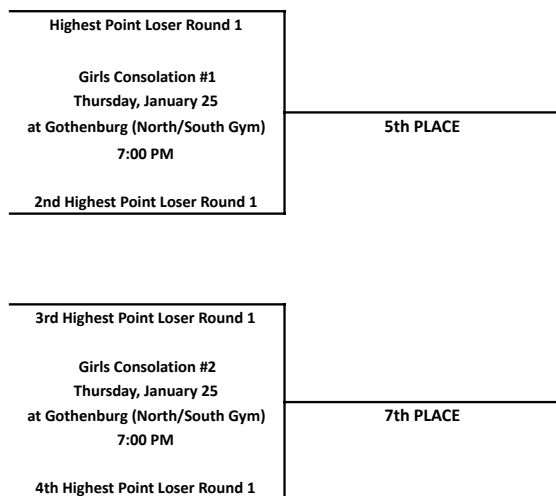 Highest Point Loser Round 1
Girls Consolation #1
Thursday, January 25
at Gothenburg (North/South Gym)
5th PLACE
7:00 PM
2nd Highest Point Loser Round 1
3rd Highest Point Loser Round 1
Girls Consolation #2
Thursday, January 25
at Gothenburg (North/South Gym)
7th PLACE
7:00 PM
4th Highest Point Loser Round 1